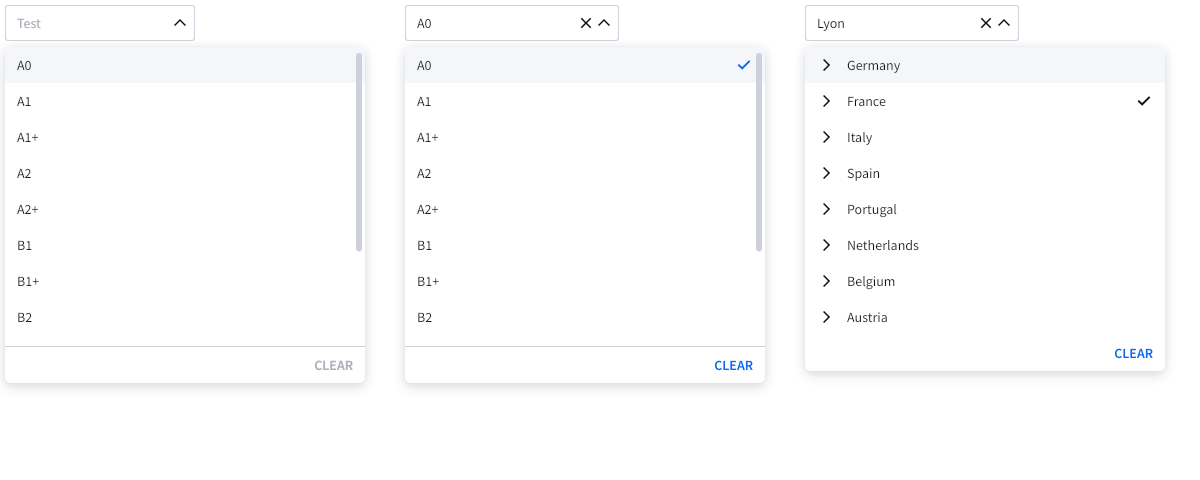 Test
A0
A1
A1+
A2
A2+
B1
B1+
B2
CLEAR
A0
A0
A1
A1+
A2
A2+
B1
B1+
B2
CLEAR
Lyon
Germany
France
Italy
Spain
Portugal
Netherlands
Belgium
Austria
CLEAR